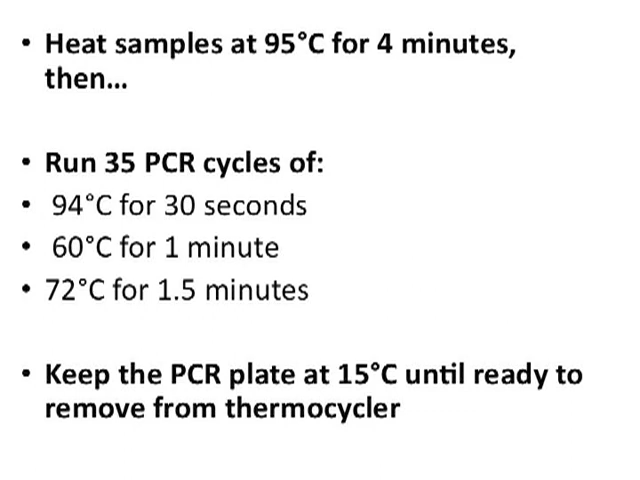 • Heat samples at 95°C for 4 minutes,
then...
• Run 35 PCR cycles of:
• 94°C for 30 seconds
• 60°C for 1 minute
• 72°C for 1.5 minutes
• Keep the PCR plate at 15°C until ready to
remove from thermocycler